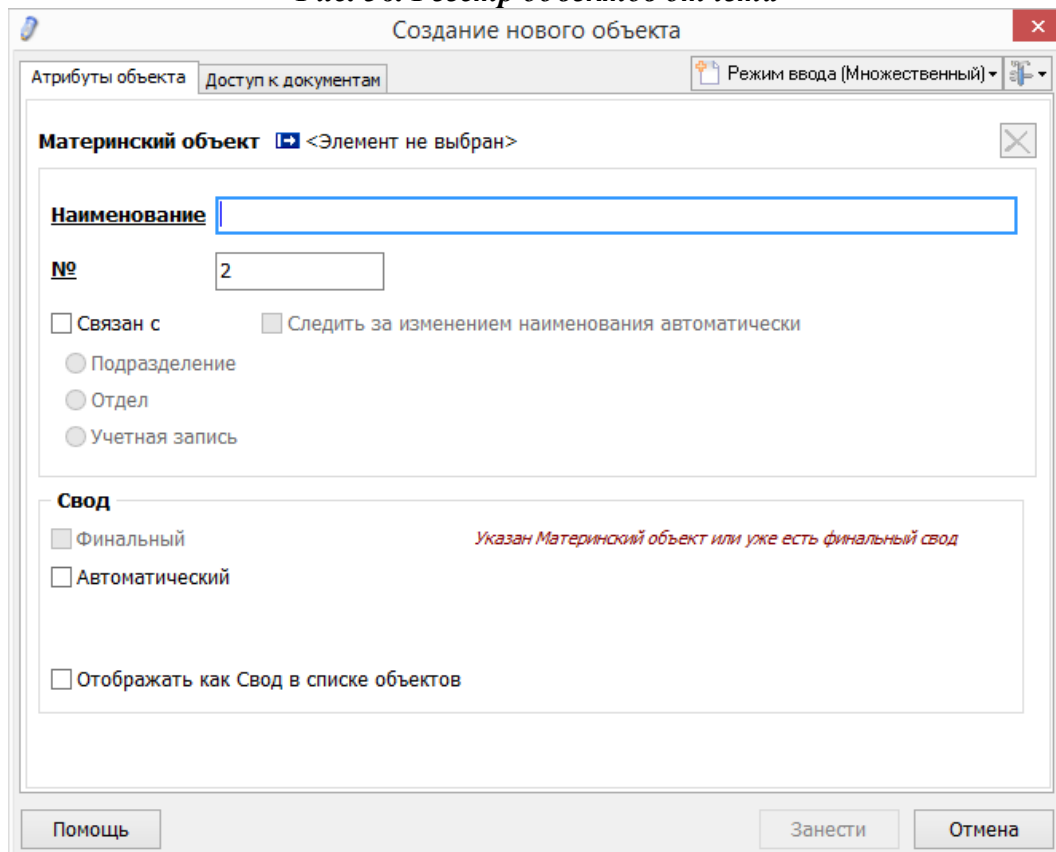 Создание нового объекта
Атрибуты объекта Доступ к документам Режим ввода (Множественный)
Материнский объект <Элемент не выбран>
Наименование
№ 2
Связан с Следить за изменением наименования автоматически
Подразделение
Отдел
Учетная запись
Свод
Финальный Указан Материнский объект или уже есть финальный свод
Автоматический
Отображать как Свод в списке объектов
Помощь Занести Отмена